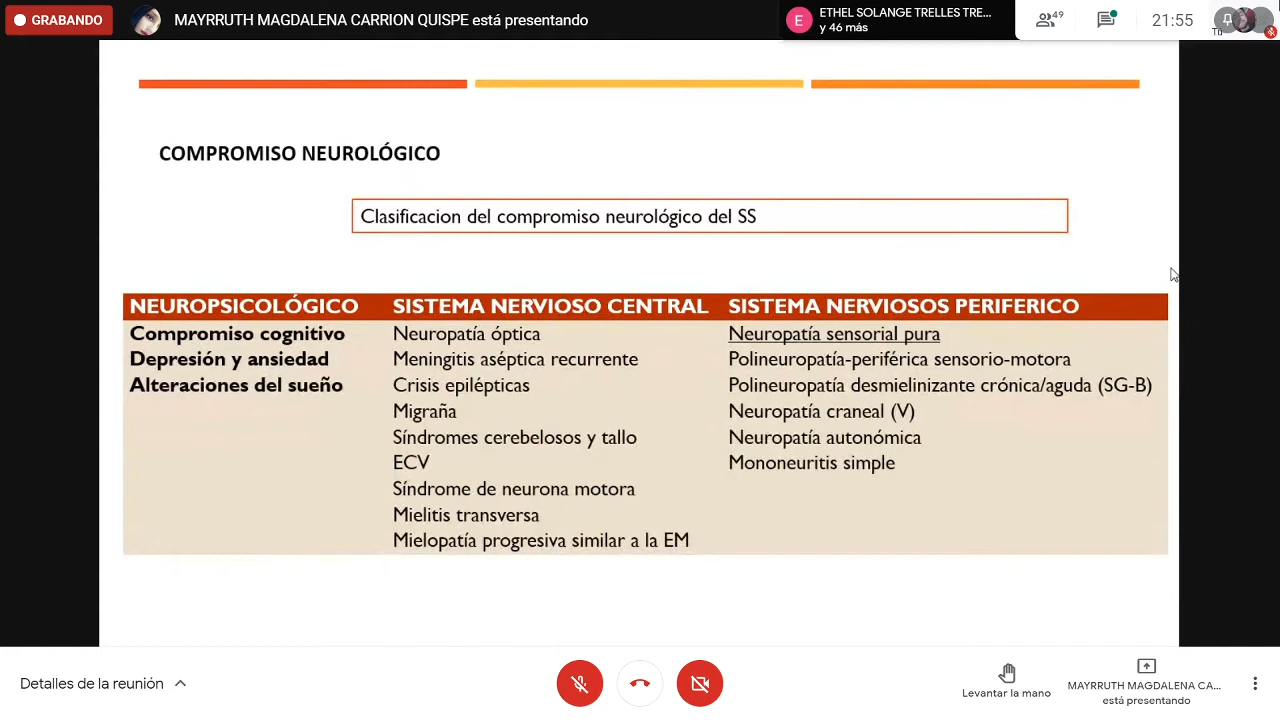 GRABANDO
MAYRRUTH MAGDALENA CARRION QUISPE está presentando
E
ETHEL SOLANGE TRELLES TRE...
y 46 más
49
21:55
Tú
COMPROMISO NEUROLÓGICO
Clasificacion del compromiso neurológico del SS
NEUROPSICOLÓGICO
Compromiso cognitivo
Depresión y ansiedad
Alteraciones del sueño
SISTEMA NERVIOSO CENTRAL
Neuropatía óptica
Meningitis aséptica recurrente
Crisis epilépticas
Migraña
Síndromes cerebelosos y tallo
ECV
Síndrome de neurona motora
Mielitis transversa
Mielopatía progresiva similar a la EM
SISTEMA NERVIOSOS PERIFERICO
Neuropatía sensorial pura
Polineuropatía-periférica sensorio-motora
Polineuropatía desmielinizante crónica/aguda (SG-B)
Neuropatía craneal (V)
Neuropatía autonómica
Mononeuritis simple
Detalles de la reunión
Levantar la mano
MAYRRUTH MAGDALENA CA...
está presentando